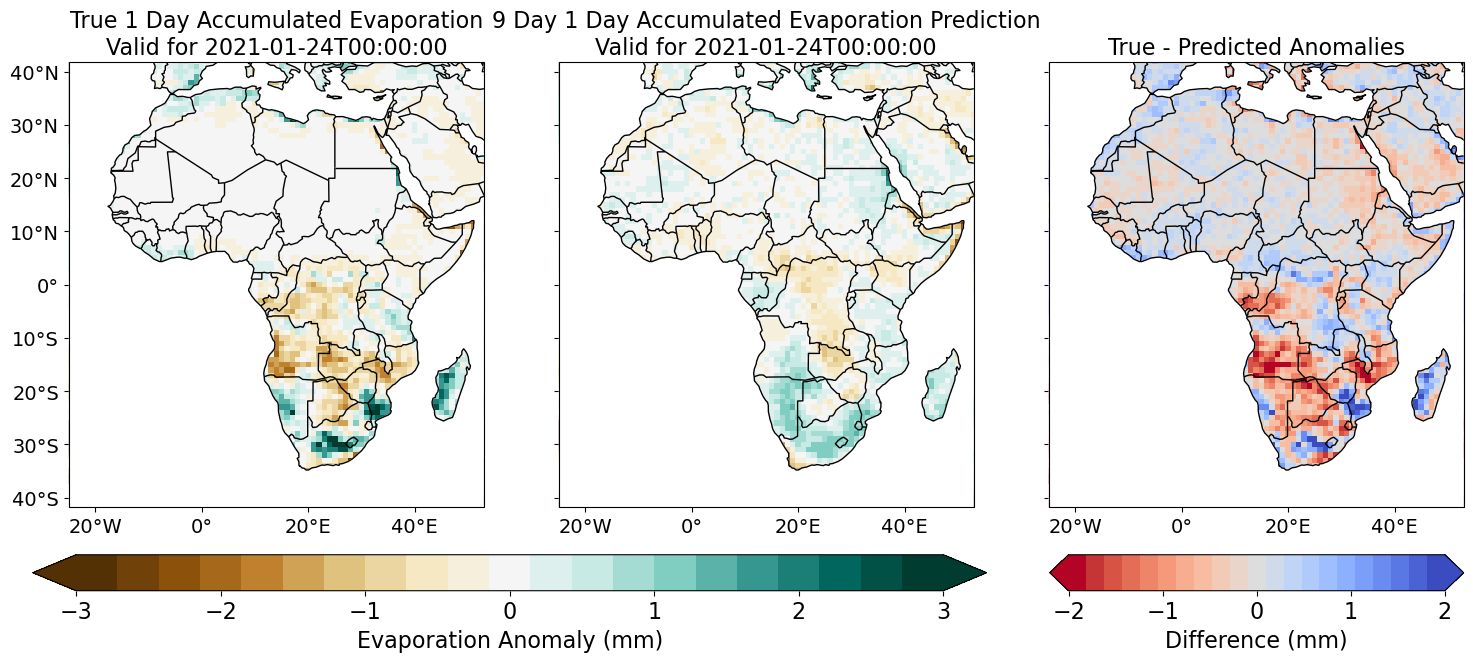 True 1 Day Accumulated Evaporation
Valid for 2021-01-24T00:00:00
9 Day 1 Day Accumulated Evaporation Prediction
Valid for 2021-01-24T00:00:00
True - Predicted Anomalies
40°N
30°N
20°N
10°N
0°
10°S
20°S
30°S
40°S
20°W 0° 20°E 40°E
20°W 0° 20°E 40°E
20°W 0° 20°E 40°E
−3 −2 −1 0 1 2 3
Evaporation Anomaly (mm)
−2 −1 0 1 2
Difference (mm)